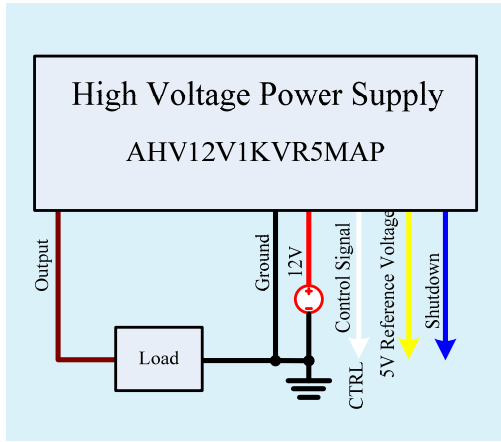 High Voltage Power Supply
AHV12V1KVR5MAP
Output
Ground
12V
Control Signal
5V Reference Voltage
Shutdown
Load
CTRL